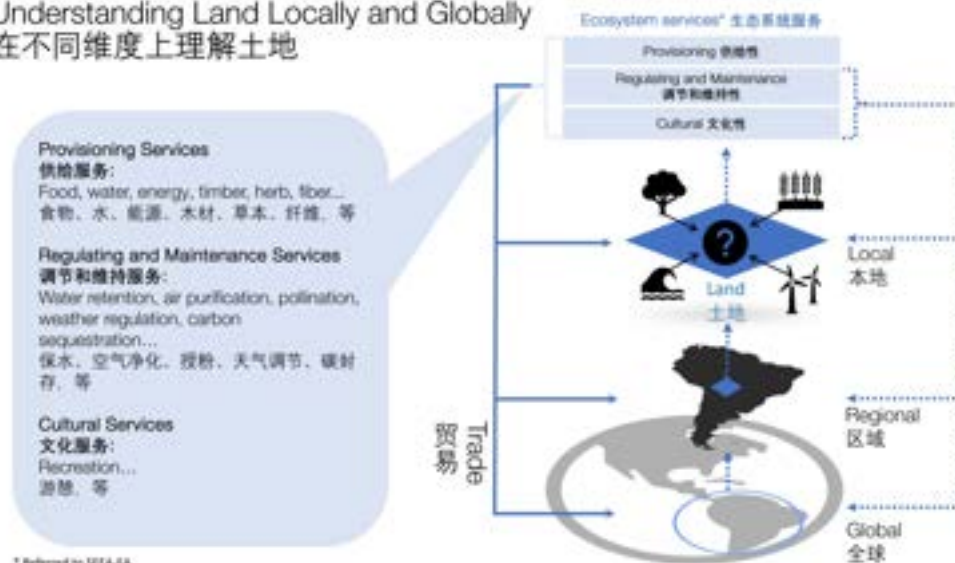 Understanding Land Locally and Globally
在不同维度上理解土地
Ecosystem services* 生态系统服务
Provisioning 供给性
Regulating and Maintenance
调节和维持性
Cultural 文化性
Provisioning Services
供给服务:
Food, water, energy, timber, herb, fiber...
食物、水、能源、木材、草本、纤维, 等
Regulating and Maintenance Services
调节和维持服务:
Water retention, air purification, pollination,
weather regulation, carbon
sequestration...
保水、空气净化、授粉、天气调节、碳封
存, 等
Cultural Services
文化服务:
Recreation...
游憩, 等
?
Land
土地
Local
本地
Trade
贸易
Regional
区域
Global
全球
* Referred to SEEA-EA